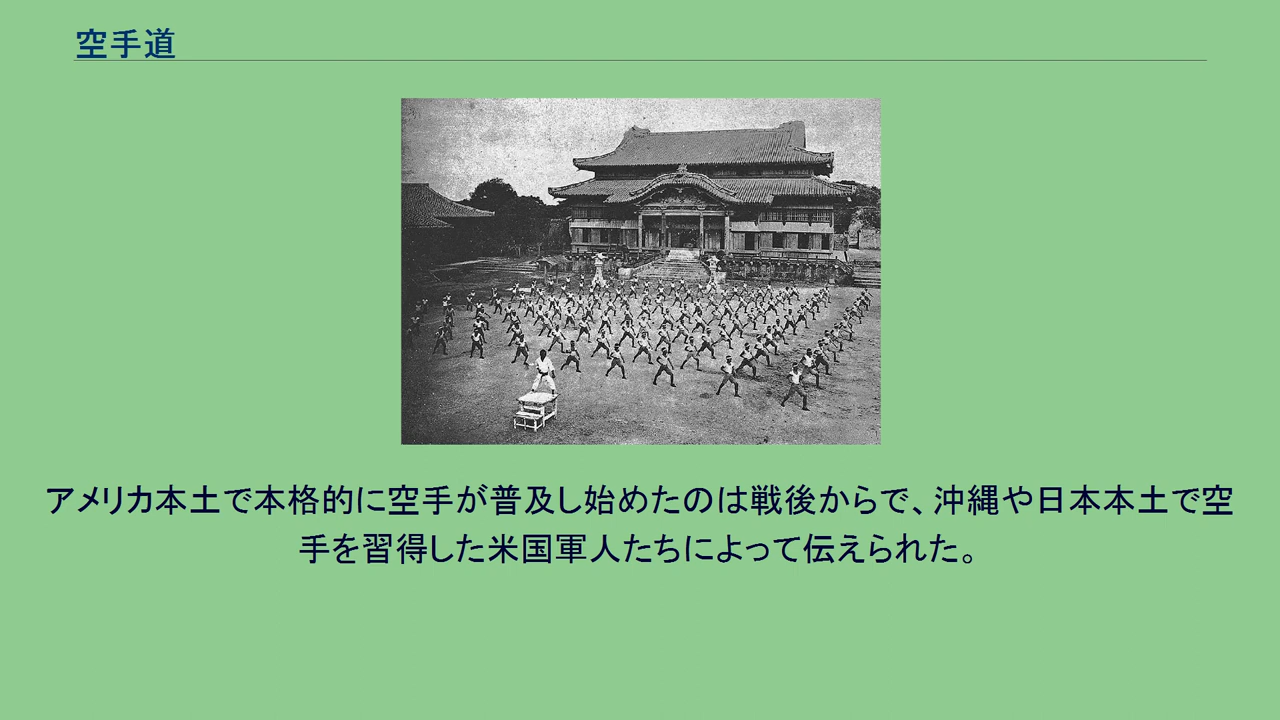 空手道
アメリカ本土で本格的に空手が普及し始めたのは戦後からで、沖縄や日本本土で空
手を習得した米国軍人たちによって伝えられた。